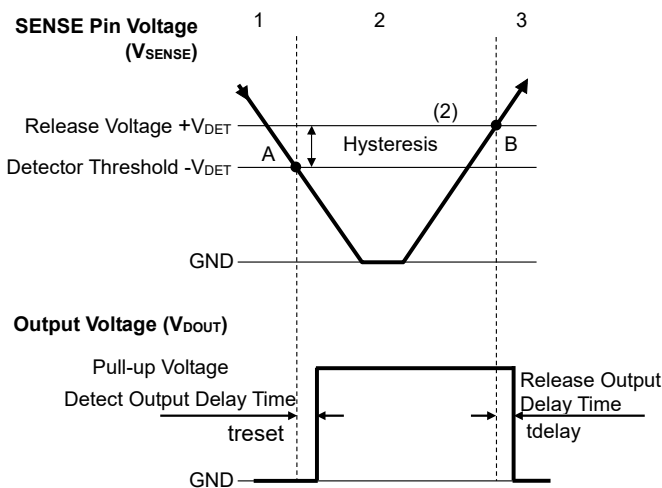 SENSE Pin Voltage
(VSENSE)
1 2 3
(2)
Release Voltage +VDET
A Hysteresis B
Detector Threshold -VDET
GND
Output Voltage (VDOUT)
Pull-up Voltage
Detect Output Delay Time
treset
Release Output
Delay Time
tdelay
GND